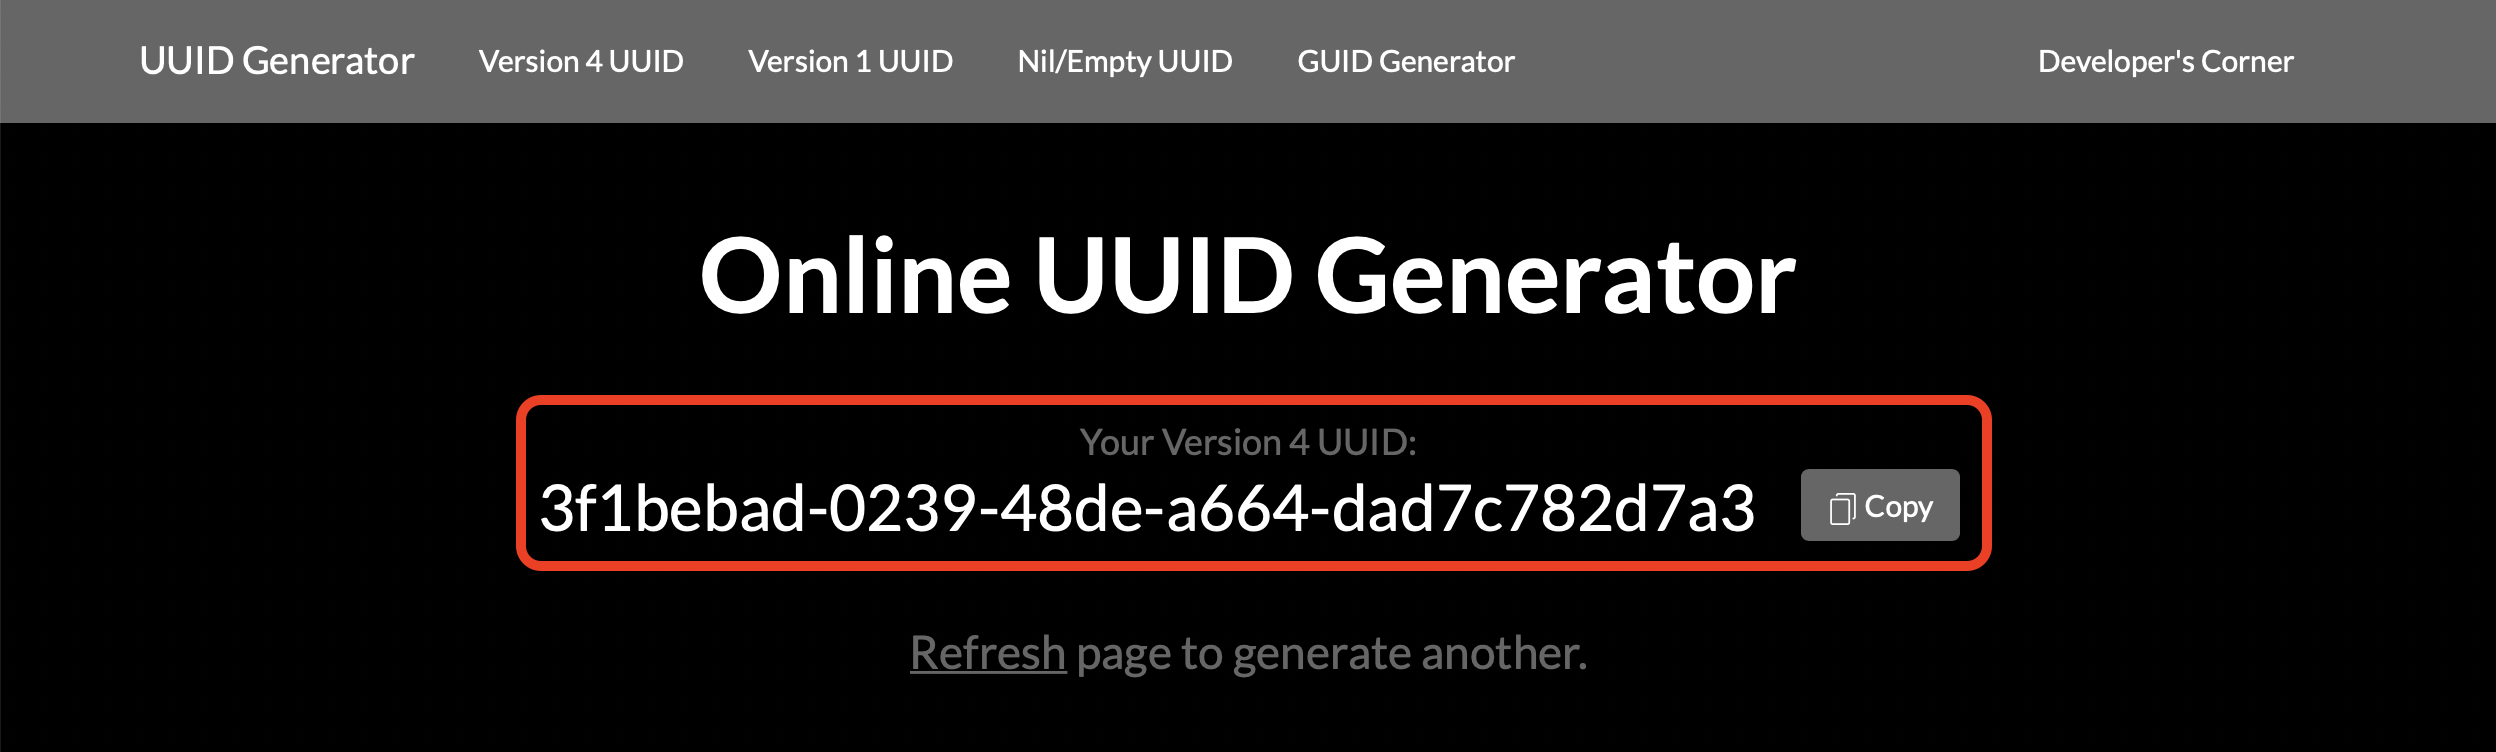 UUID Generator Version 4 UUID Version 1 UUID Nil/Empty UUID GUID Generator Developer's Corner
Online UUID Generator
Your Version 4 UUID:
3f1bebad-0239-48de-a664-dad7c782d7a3 Copy
Refresh page to generate another.